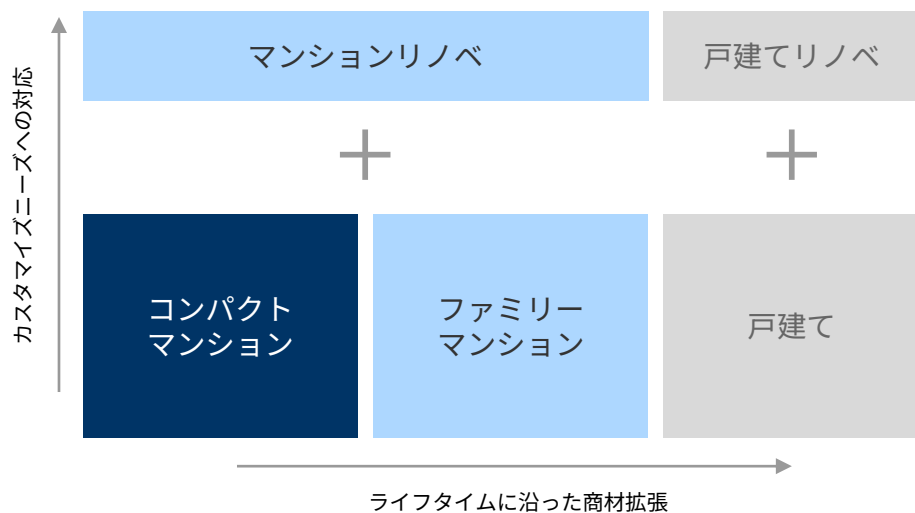 マンションリノベ
戸建てリノベ
カスタマイズニーズへの対応
コンパクト
マンション
ファミリー
マンション
戸建て
ライフタイムに沿った商材拡張